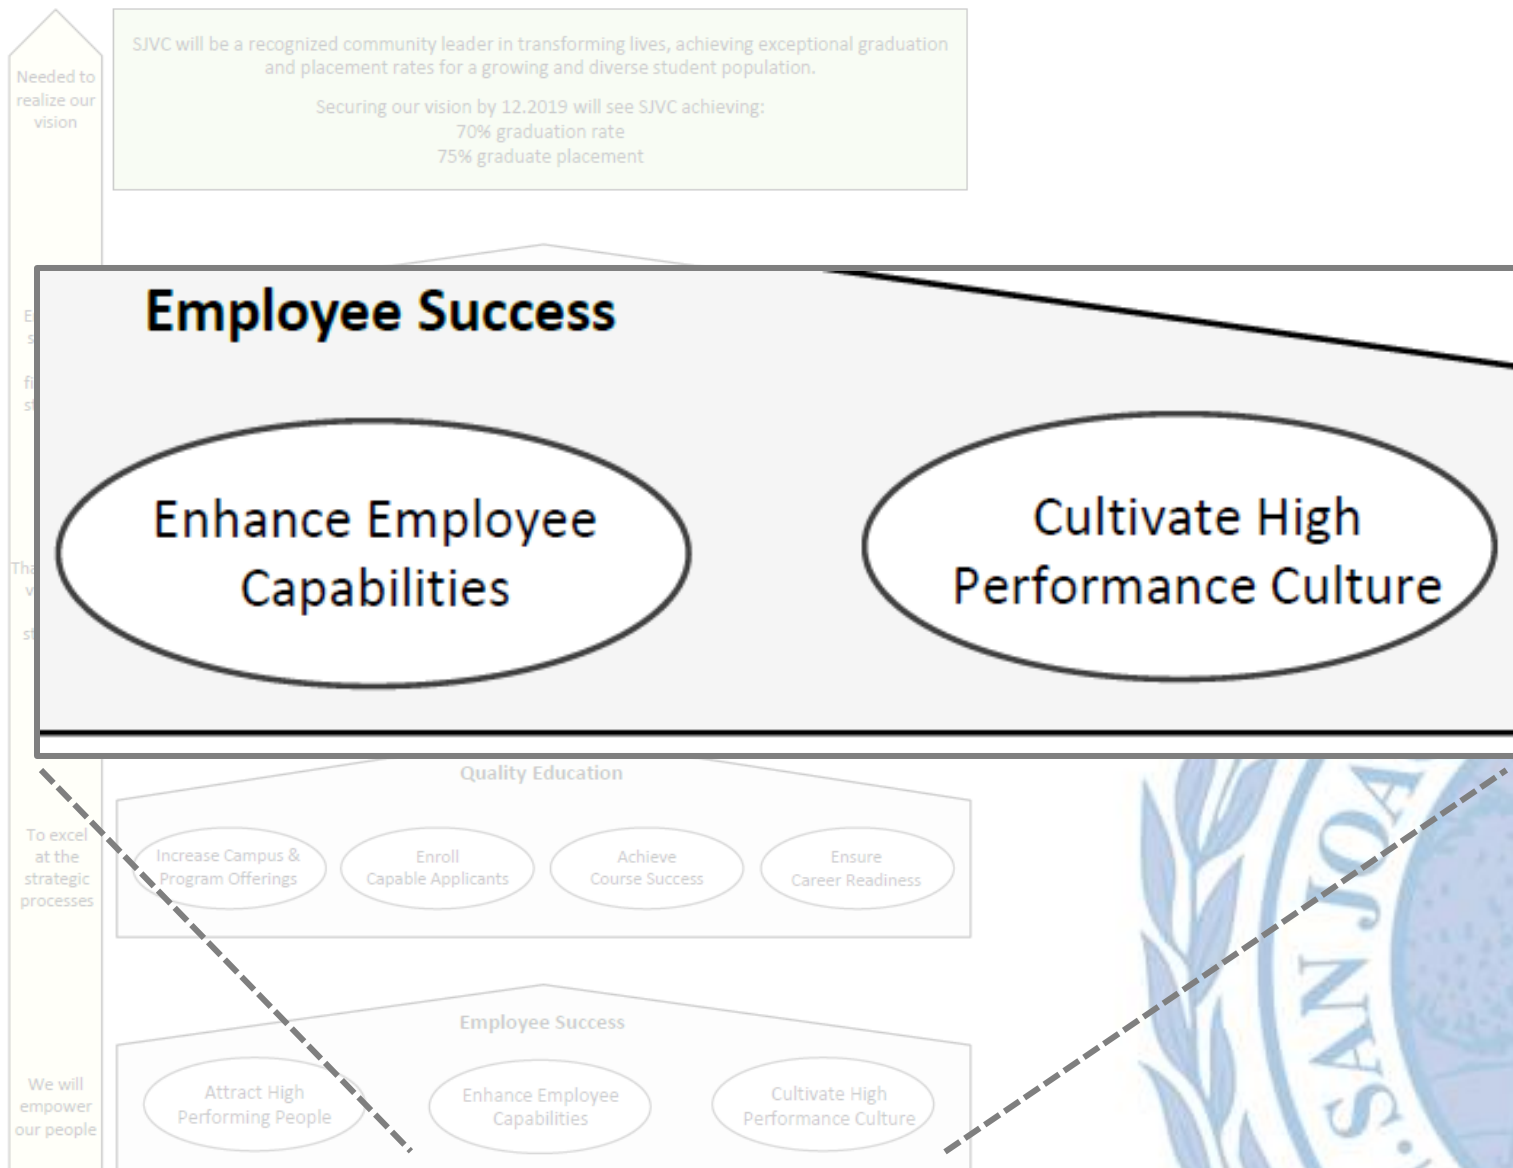 Needed to
realize our
vision
SJVC will be a recognized community leader in transforming lives, achieving exceptional graduation
and placement rates for a growing and diverse student population.
Securing our vision by 12.2019 will see SJVC achieving:
70% graduation rate
75% graduate placement
Employee Success
Enhance Employee
Capabilities
Cultivate High
Performance Culture
Quality Education
To excel
at the
strategic
processes
Increase Campus &
Program Offerings
Enroll
Capable Applicants
Achieve
Course Success
Ensure
Career Readiness
Employee Success
We will
empower
our people
Attract High
Performing People
Enhance Employee
Capabilities
Cultivate High
Performance Culture
SAN